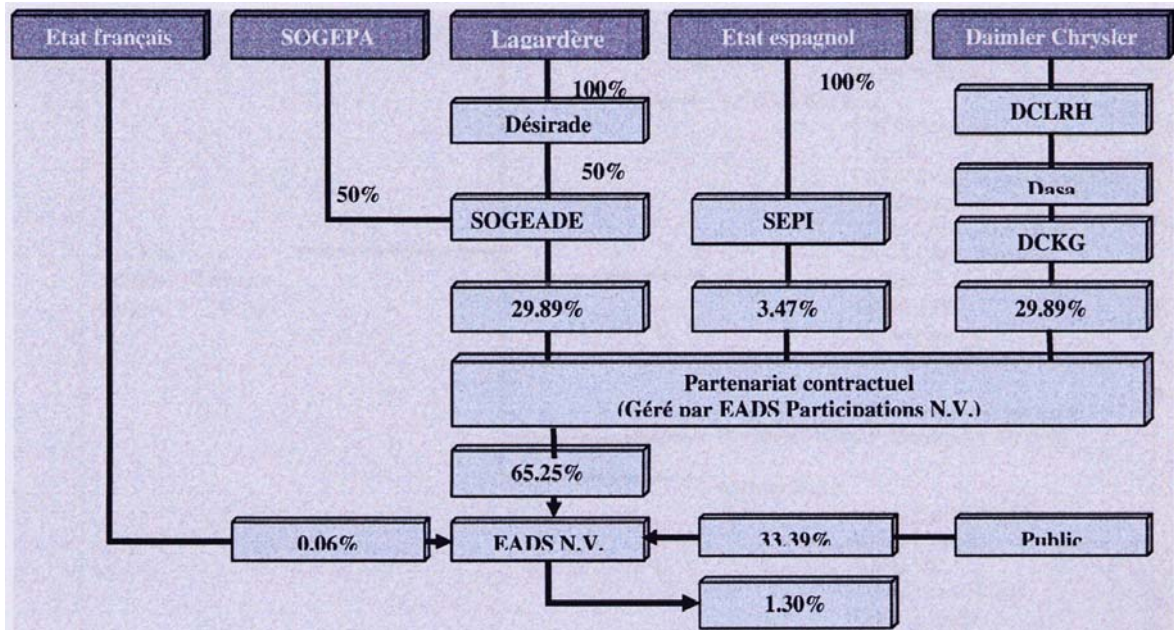 Etat français
SOGEPA
Lagardère
Etat espagnol
Daimler Chrysler
100%
100%
Désirade
DCLRH
50%
50%
Dasa
SOGEADE
SEPI
DCKG
29.89%
3.47%
29.89%
Partenariat contractuel
(Géré par EADS Participations N.V.)
65.25%
0.06%
EADS N.V.
33.39%
Public
1.30%